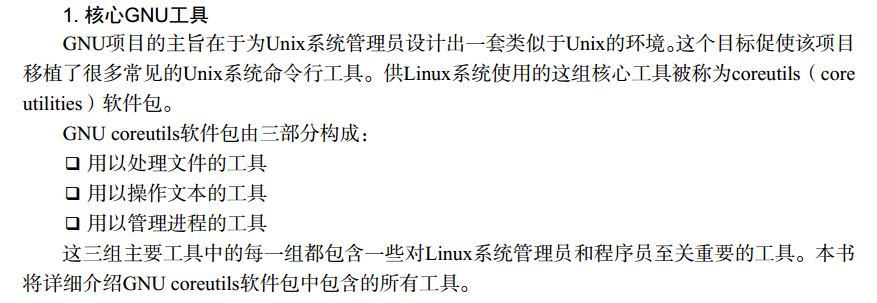 1. 核心GNU工具
GNU项目的主旨在于为Unix系统管理员设计出一套类似于Unix的环境。这个目标促使该项目
移植了很多常见的Unix系统命令行工具。供Linux系统使用的这组核心工具被称为coreutils（core
utilities）软件包。
GNU coreutils软件包由三部分构成：
❑ 用以处理文件的工具
❑ 用以操作文本的工具
❑ 用以管理进程的工具
这三组主要工具中的每一组都包含一些对Linux系统管理员和程序员至关重要的工具。本书
将详细介绍GNU coreutils软件包中包含的所有工具。